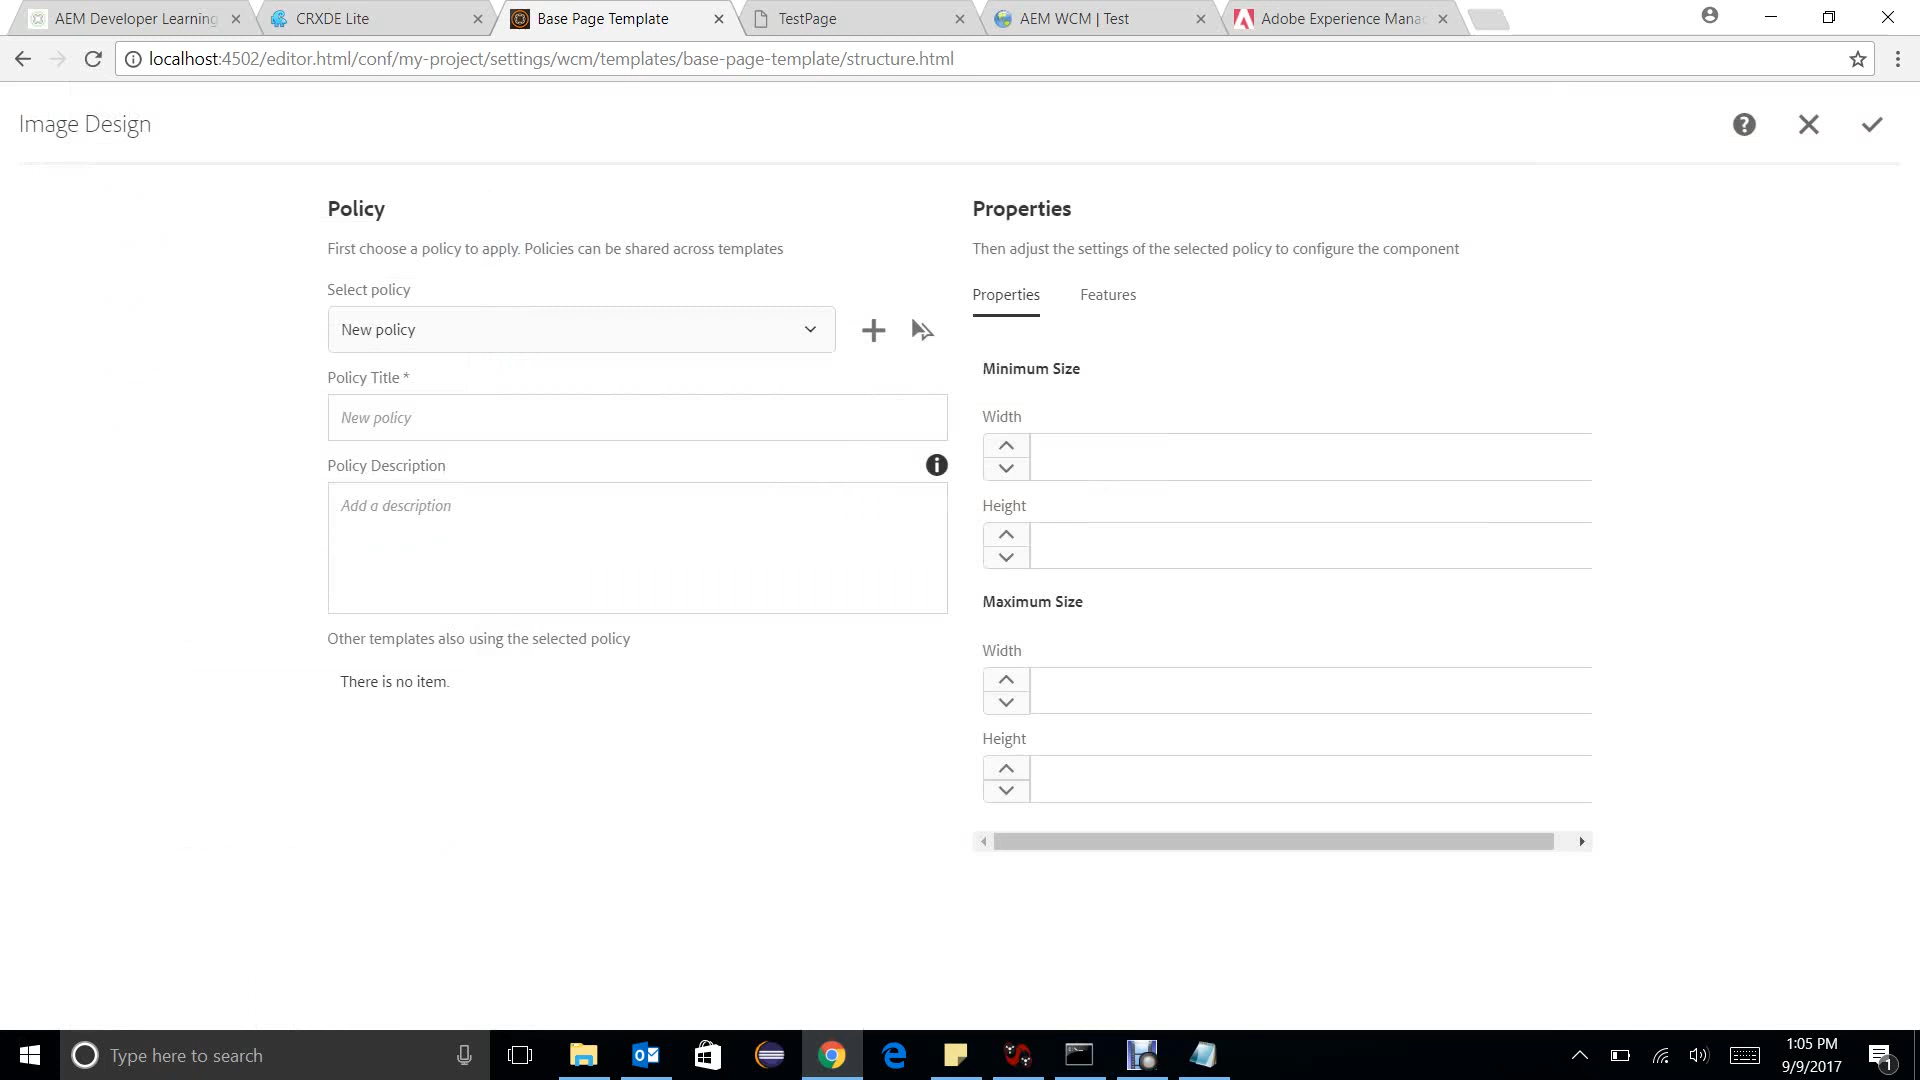 AEM Developer Learning
CRXDE Lite
Base Page Template
TestPage
AEM WCM | Test
Adobe Experience Mana
localhost:4502/editor.html/conf/my-project/settings/wcm/templates/base-page-template/structure.html
Image Design
Policy
First choose a policy to apply. Policies can be shared across templates
Select policy
New policy
Policy Title *
New policy
Policy Description
Add a description
Other templates also using the selected policy
There is no item.
Properties
Then adjust the settings of the selected policy to configure the component
Properties Features
Minimum Size
Width
Height
Maximum Size
Width
Height
Type here to search
1:05 PM
9/9/2017
1